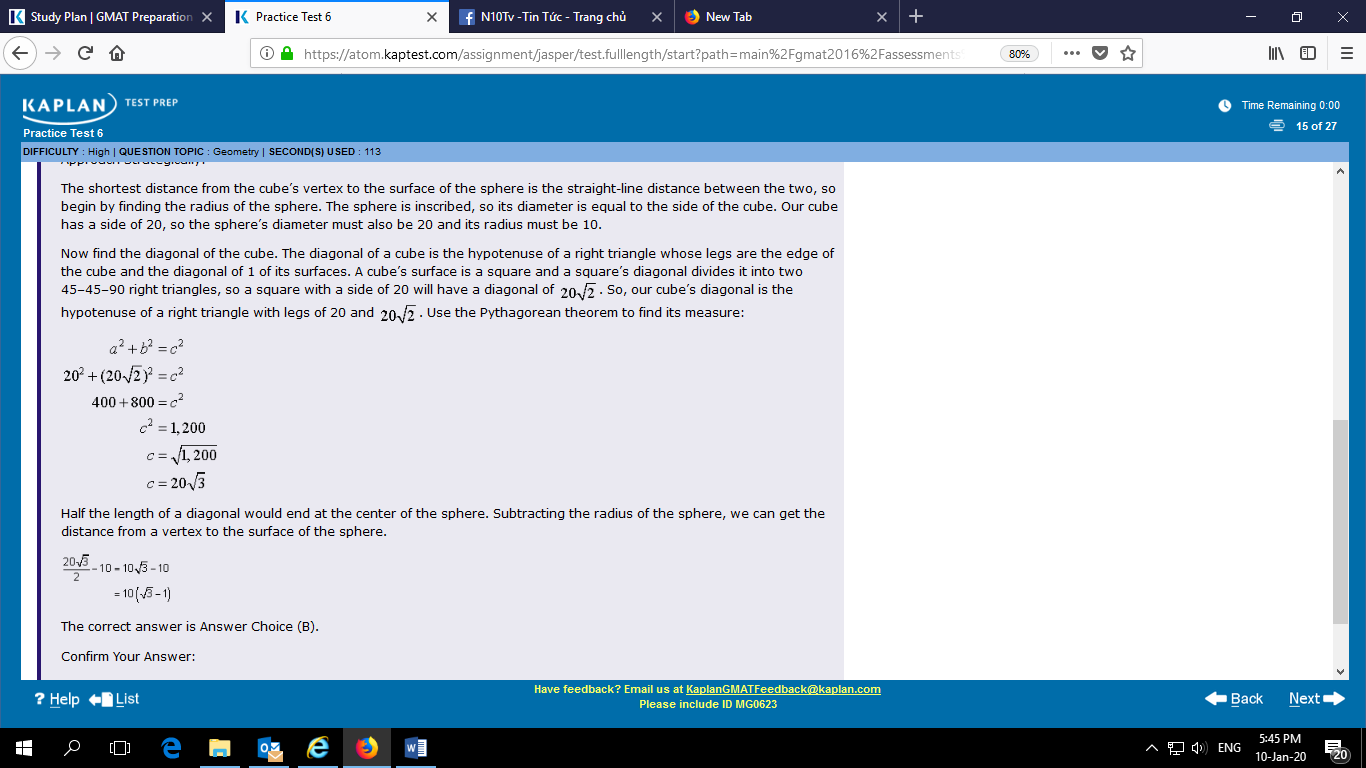 Study Plan | GMAT Preparation
Practice Test 6
N10Tv -Tin Tức - Trang chủ
New Tab
https://atom.kaptest.com/assignment/jasper/test.fulllength/start?path=main%2Fgmat2016%2Fassessments
80%
KAPLAN TEST PREP
Time Remaining 0:00
Practice Test 6
15 of 27
DIFFICULTY : High | QUESTION TOPIC : Geometry | SECOND(S) USED : 113
Approach Strategically:
The shortest distance from the cube's vertex to the surface of the sphere is the straight-line distance between the two, so
begin by finding the radius of the sphere. The sphere is inscribed, so its diameter is equal to the side of the cube. Our cube
has a side of 20, so the sphere's diameter must also be 20 and its radius must be 10.
Now find the diagonal of the cube. The diagonal of a cube is the hypotenuse of a right triangle whose legs are the edge of
the cube and the diagonal of 1 of its surfaces. A cube's surface is a square and a square's diagonal divides it into two
45–45–90 right triangles, so a square with a side of 20 will have a diagonal of 20√2 . So, our cube's diagonal is the
hypotenuse of a right triangle with legs of 20 and 20√2 . Use the Pythagorean theorem to find its measure:
a² + b² = c²
20² + (20√2)² = c²
400 + 800 = c²
c² = 1,200
c = √1,200
c = 20√3
Half the length of a diagonal would end at the center of the sphere. Subtracting the radius of the sphere, we can get the
distance from a vertex to the surface of the sphere.
20√3/2 – 10 = 10√3 – 10
= 10(√3 – 1)
The correct answer is Answer Choice (B).
Confirm Your Answer:
? Help List
Have feedback? Email us at KaplanGMATFeedback@kaplan.com
Please include ID MG0623
Back Next
ENG
5:45 PM
10-Jan-20
20